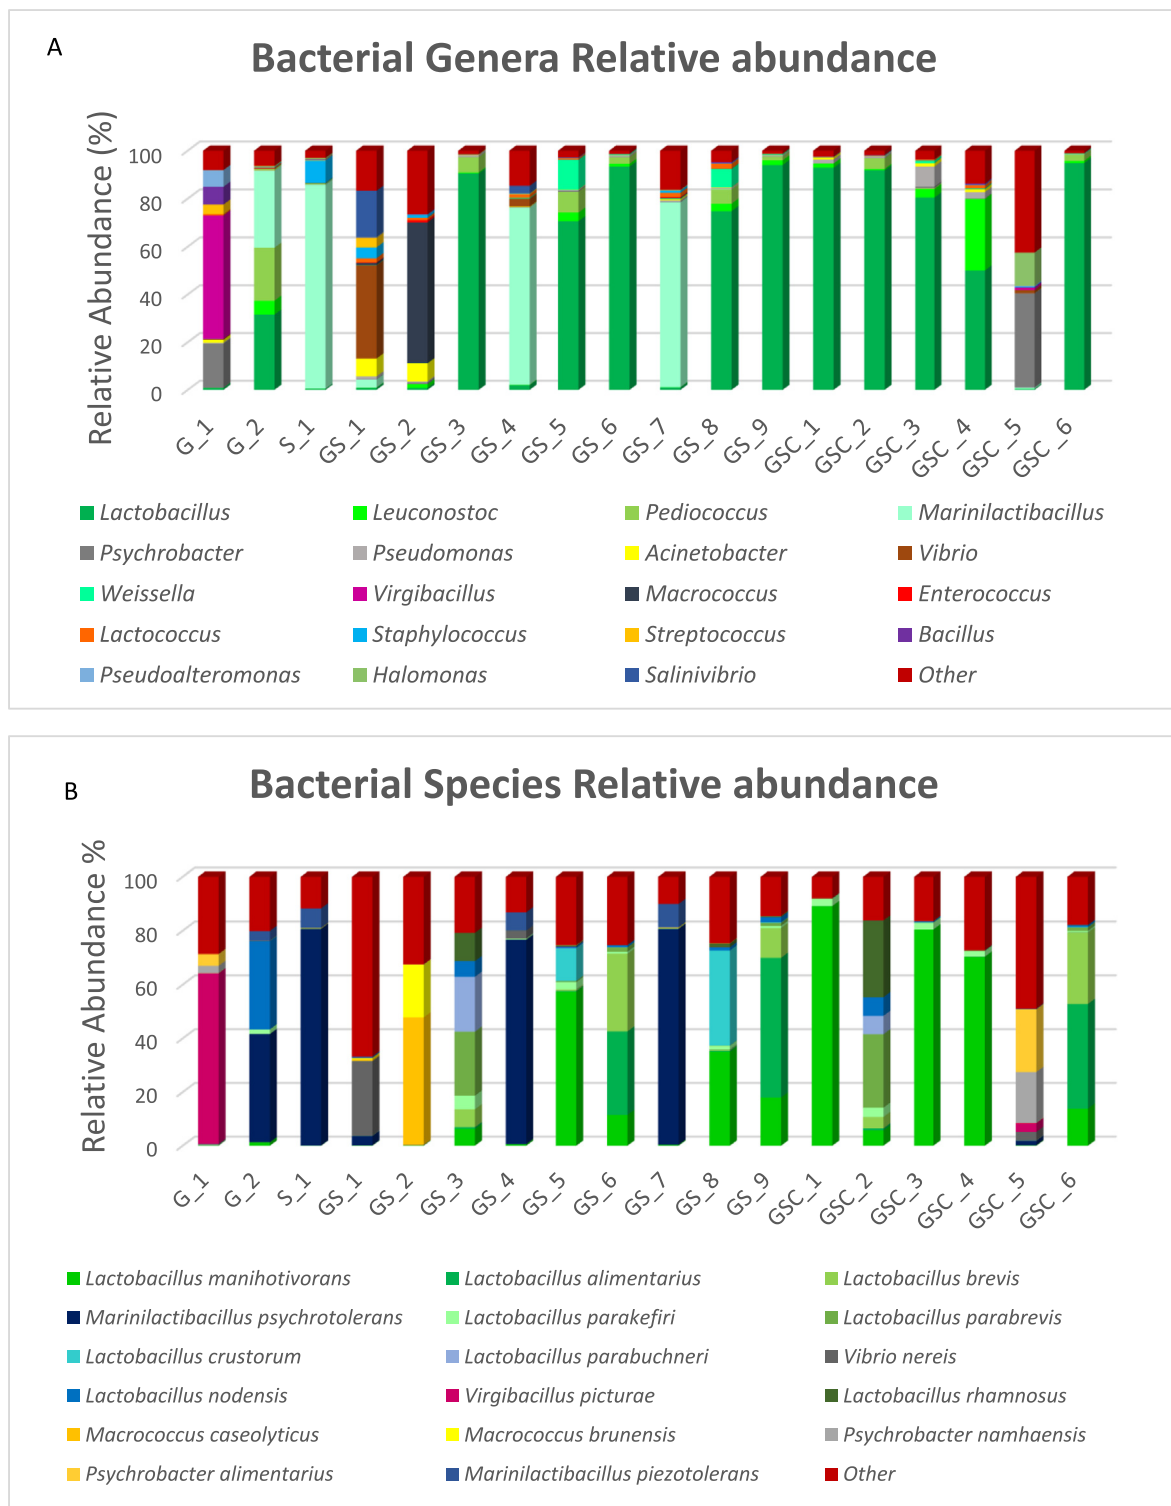 A
Bacterial Genera Relative abundance
Relative Abundance (%)
100
80
60
40
20
0
G_1 G_2 S_1 GS_1 GS_2 GS_3 GS_4 GS_5 GS_6 GS_7 GS_8 GS_9 GSC_1 GSC_2 GSC_3 GSC_4 GSC_5 GSC_6
Lactobacillus Leuconostoc Pediococcus Marinilactibacillus
Psychrobacter Pseudomonas Acinetobacter Vibrio
Weissella Virgibacillus Macrococcus Enterococcus
Lactococcus Staphylococcus Streptococcus Bacillus
Pseudoalteromonas Halomonas Salinivibrio Other
B
Bacterial Species Relative abundance
Relative Abundance %
100
80
60
40
20
0
G_1 G_2 S_1 GS_1 GS_2 GS_3 GS_4 GS_5 GS_6 GS_7 GS_8 GS_9 GSC_1 GSC_2 GSC_3 GSC_4 GSC_5 GSC_6
Lactobacillus manihotivorans Lactobacillus alimentarius Lactobacillus brevis
Marinilactibacillus psychrotolerans Lactobacillus parakefiri Lactobacillus parabrevis
Lactobacillus crustorum Lactobacillus parabuchneri Vibrio nereis
Lactobacillus nodensis Virgibacillus picturae Lactobacillus rhamnosus
Macrococcus caseolyticus Macrococcus brunensis Psychrobacter namhaensis
Psychrobacter alimentarius Marinilactibacillus piezotolerans Other